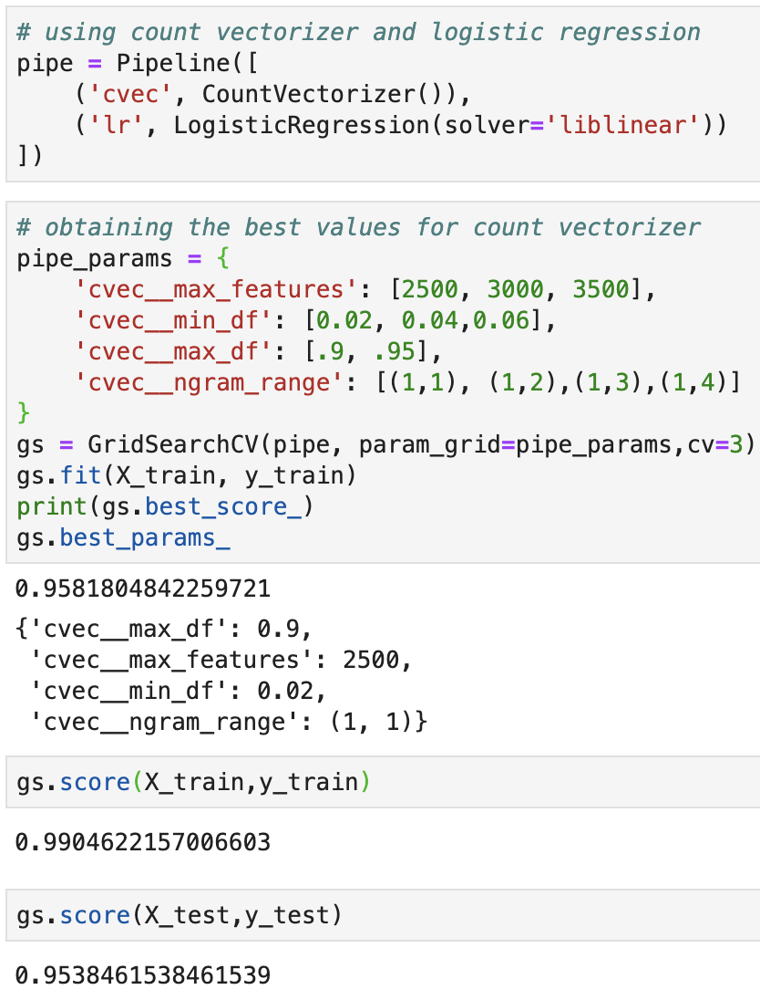 # using count vectorizer and logistic regression
pipe = Pipeline([
    ('cvec', CountVectorizer()),
    ('lr', LogisticRegression(solver='liblinear'))
])
# obtaining the best values for count vectorizer
pipe_params = {
    'cvec__max_features': [2500, 3000, 3500],
    'cvec__min_df': [0.02, 0.04,0.06],
    'cvec__max_df': [.9, .95],
    'cvec__ngram_range': [(1,1), (1,2),(1,3),(1,4)]
}
gs = GridSearchCV(pipe, param_grid=pipe_params,cv=3)
gs.fit(X_train, y_train)
print(gs.best_score_)
gs.best_params_
0.9581804842259721
{'cvec__max_df': 0.9,
 'cvec__max_features': 2500,
 'cvec__min_df': 0.02,
 'cvec__ngram_range': (1, 1)}
gs.score(X_train,y_train)
0.9904622157006603
gs.score(X_test,y_test)
0.9538461538461539